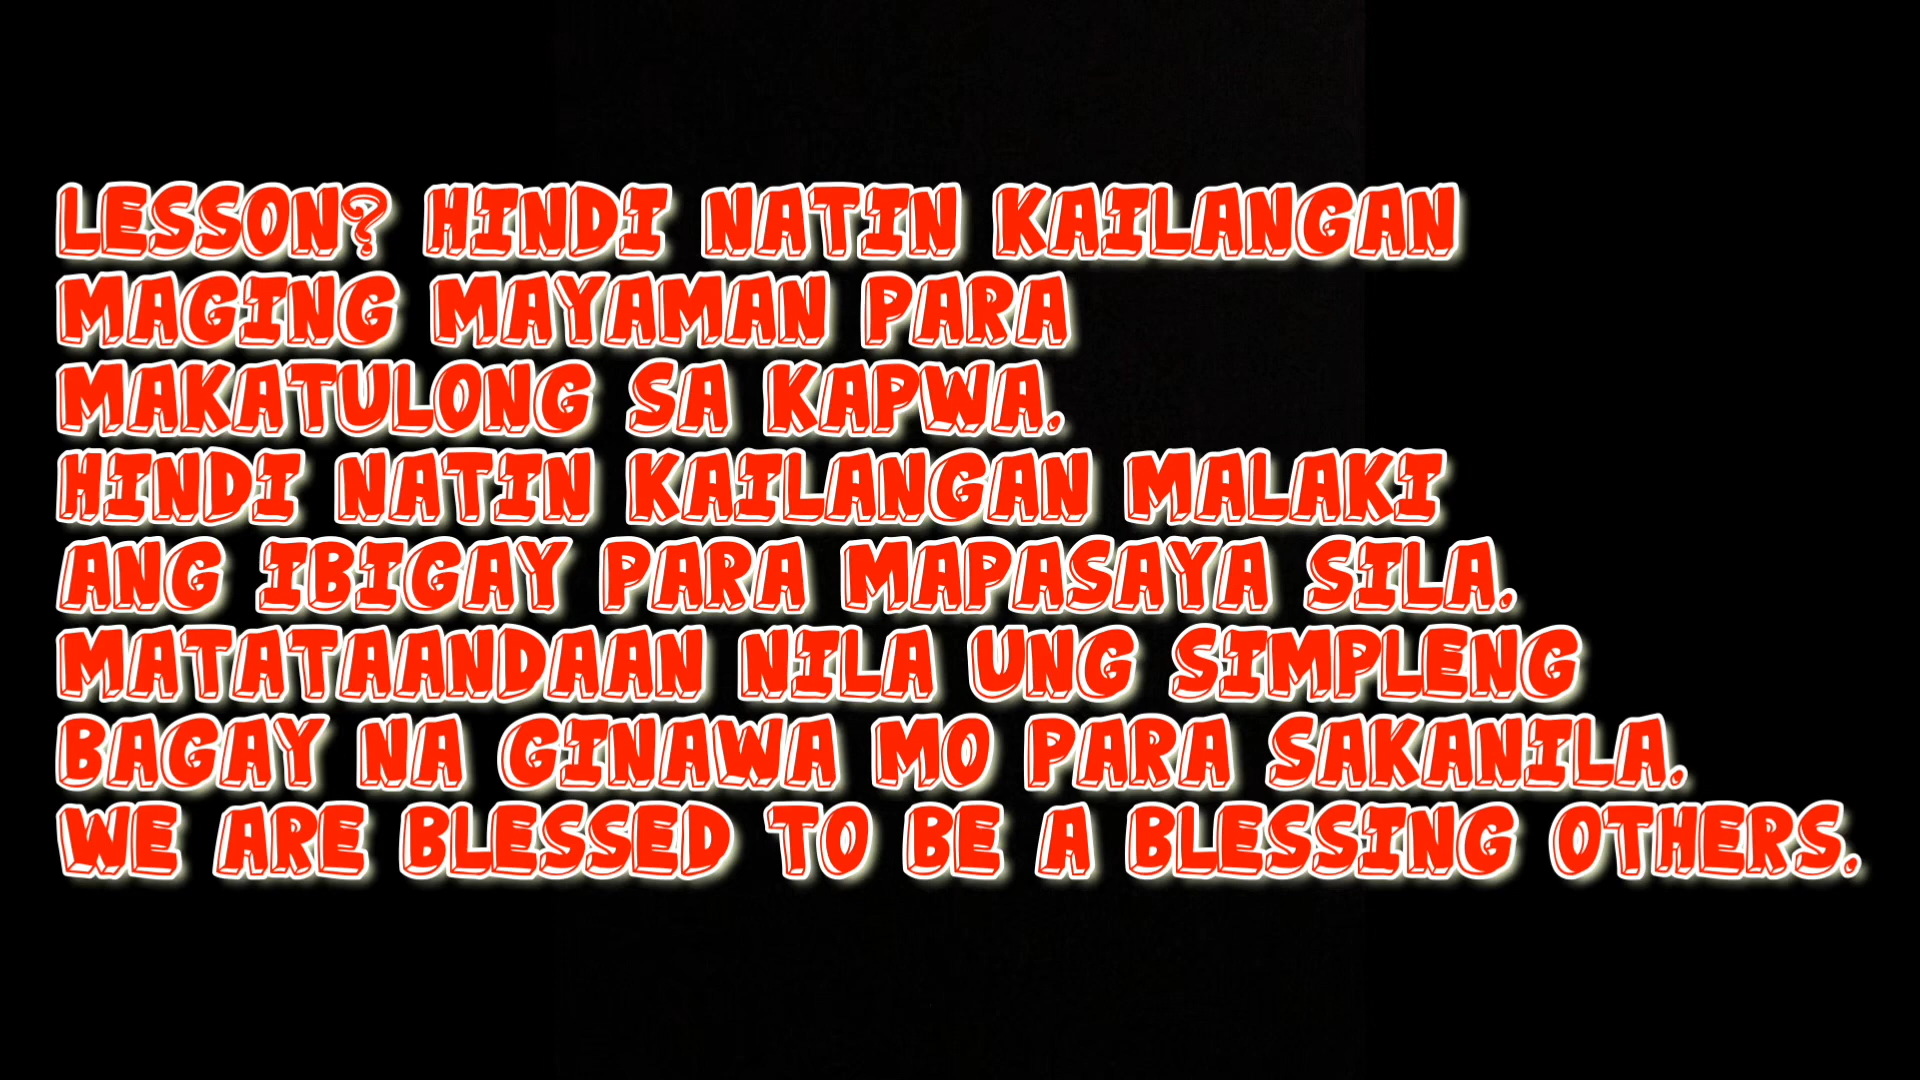 LESSON? HINDI NATIN KAILANGAN
MAGING MAYAMAN PARA
MAKATULONG SA KAPWA.
HINDI NATIN KAILANGAN MALAKI
ANG IBIGAY PARA MAPASAYA SILA.
MATATAANDAAN NILA UNG SIMPLENG
BAGAY NA GINAWA MO PARA SAKANILA.
WE ARE BLESSED TO BE A BLESSING OTHERS.